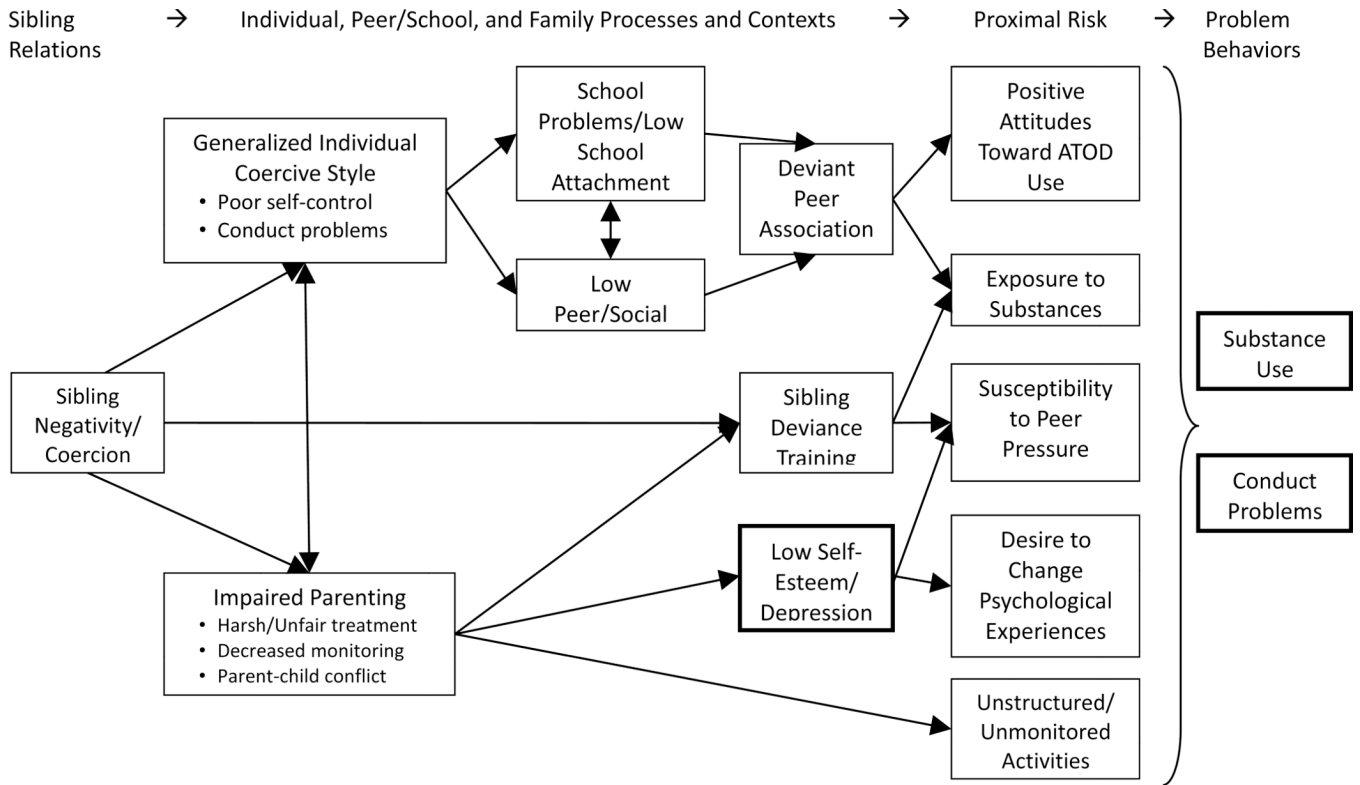 Sibling → Individual, Peer/School, and Family Processes and Contexts → Proximal Risk → Problem
Relations Behaviors
School
Problems/Low
School
Attachment
Positive
Attitudes
Toward ATOD
Use
Generalized Individual
Coercive Style
• Poor self-control
• Conduct problems
Deviant
Peer
Association
Low
Peer/Social
Exposure to
Substances
Substance
Use
Sibling
Negativity/
Coercion
Sibling
Deviance
Training
Susceptibility
to Peer
Pressure
Conduct
Problems
Low Self-
Esteem/
Depression
Desire to
Change
Psychological
Experiences
Impaired Parenting
• Harsh/Unfair treatment
• Decreased monitoring
• Parent-child conflict
Unstructured/
Unmonitored
Activities